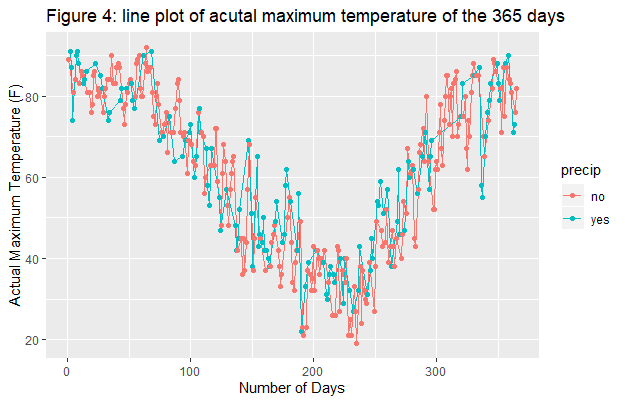 Figure 4: line plot of acutal maximum temperature of the 365 days
Actual Maximum Temperature (F)
80
60
40
20
0
100
200
300
Number of Days
precip
no
yes